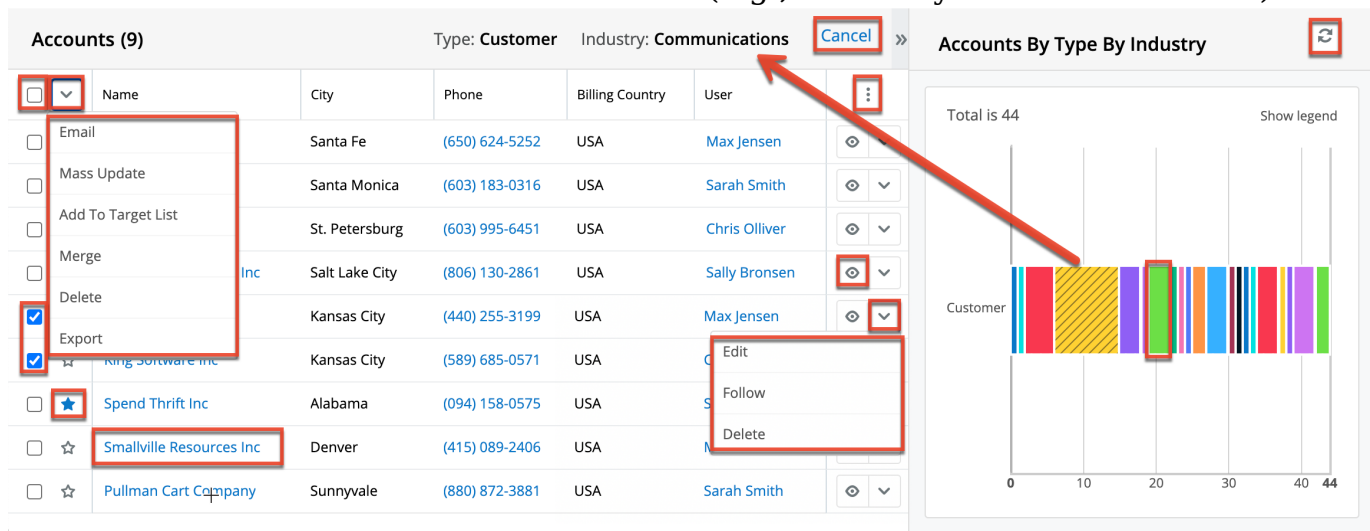 Accounts (9) Type: Customer Industry: Communications Cancel »
Name City Phone Billing Country User
Email
Mass Update
Add To Target List
Merge
Delete
Export
Santa Fe (650) 624-5252 USA Max Jensen
Santa Monica (603) 183-0316 USA Sarah Smith
St. Petersburg (603) 995-6451 USA Chris Olliver
Inc Salt Lake City (806) 130-2861 USA Sally Bronsen
Kansas City (440) 255-3199 USA Max Jensen
King Software Inc Kansas City (589) 685-0571 USA
Spend Thrift Inc Alabama (094) 158-0575 USA
Smallville Resources Inc Denver (415) 089-2406 USA
Pullman Cart Company Sunnyvale (880) 872-3881 USA Sarah Smith
Edit
Follow
Delete
Accounts By Type By Industry
Total is 44 Show legend
Customer
0 10 20 30 40 44